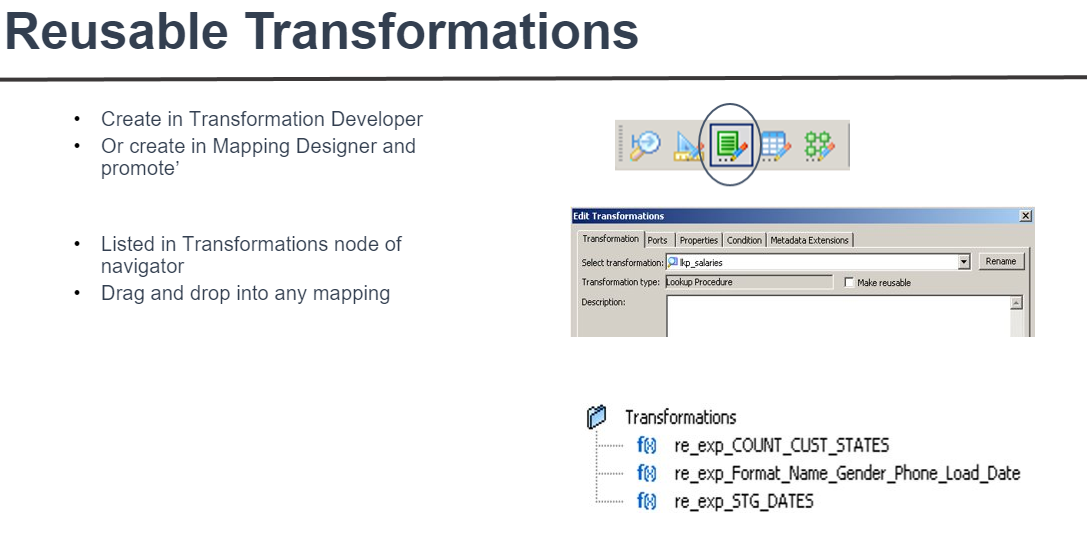 Reusable Transformations
• Create in Transformation Developer
• Or create in Mapping Designer and
promote’
• Listed in Transformations node of
navigator
• Drag and drop into any mapping
Edit Transformations
Transformation Ports Properties Condition Metadata Extensions
Select transformation: lkp_salaries Rename
Transformation type: Lookup Procedure Make reusable
Description:
Transformations
f(x) re_exp_COUNT_CUST_STATES
f(x) re_exp_Format_Name_Gender_Phone_Load_Date
f(x) re_exp_STG_DATES